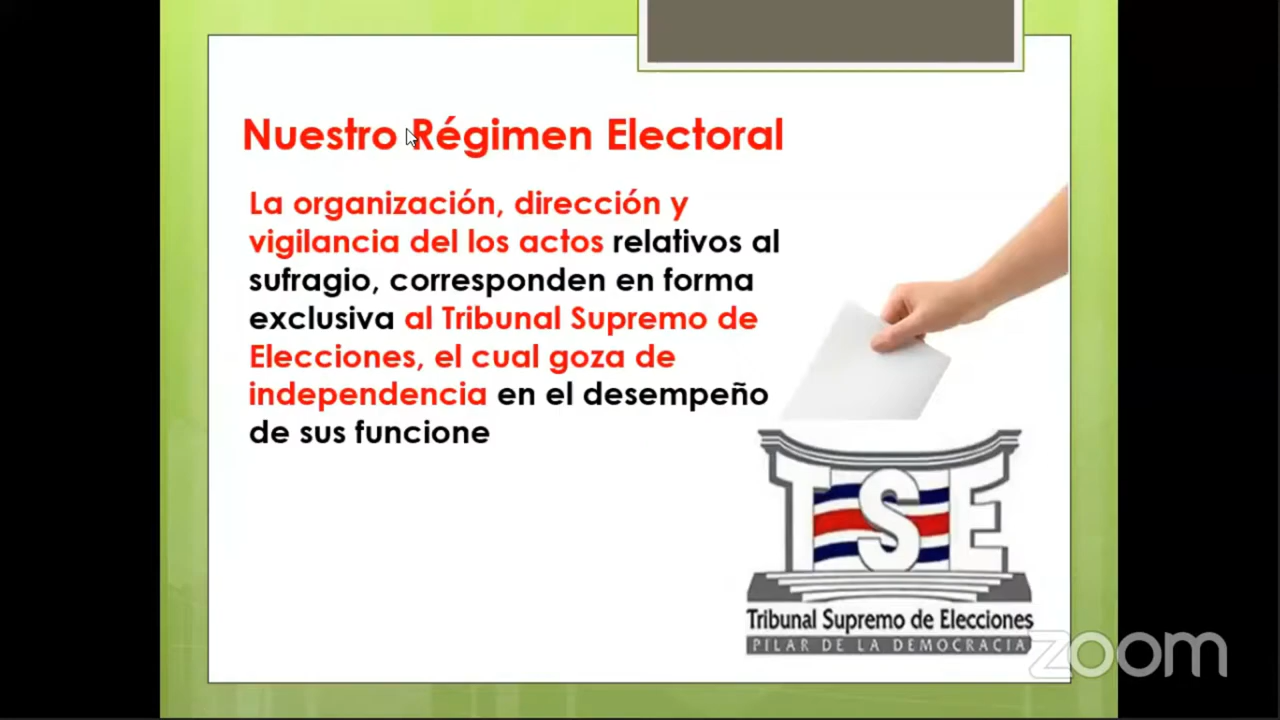 Nuestro Régimen Electoral
La organización, dirección y
vigilancia del los actos relativos al
sufragio, corresponden en forma
exclusiva al Tribunal Supremo de
Elecciones, el cual goza de
independencia en el desempeño
de sus funcione
TSE
Tribunal Supremo de Elecciones
PILAR DE LA DEMOCRACIA
zoom